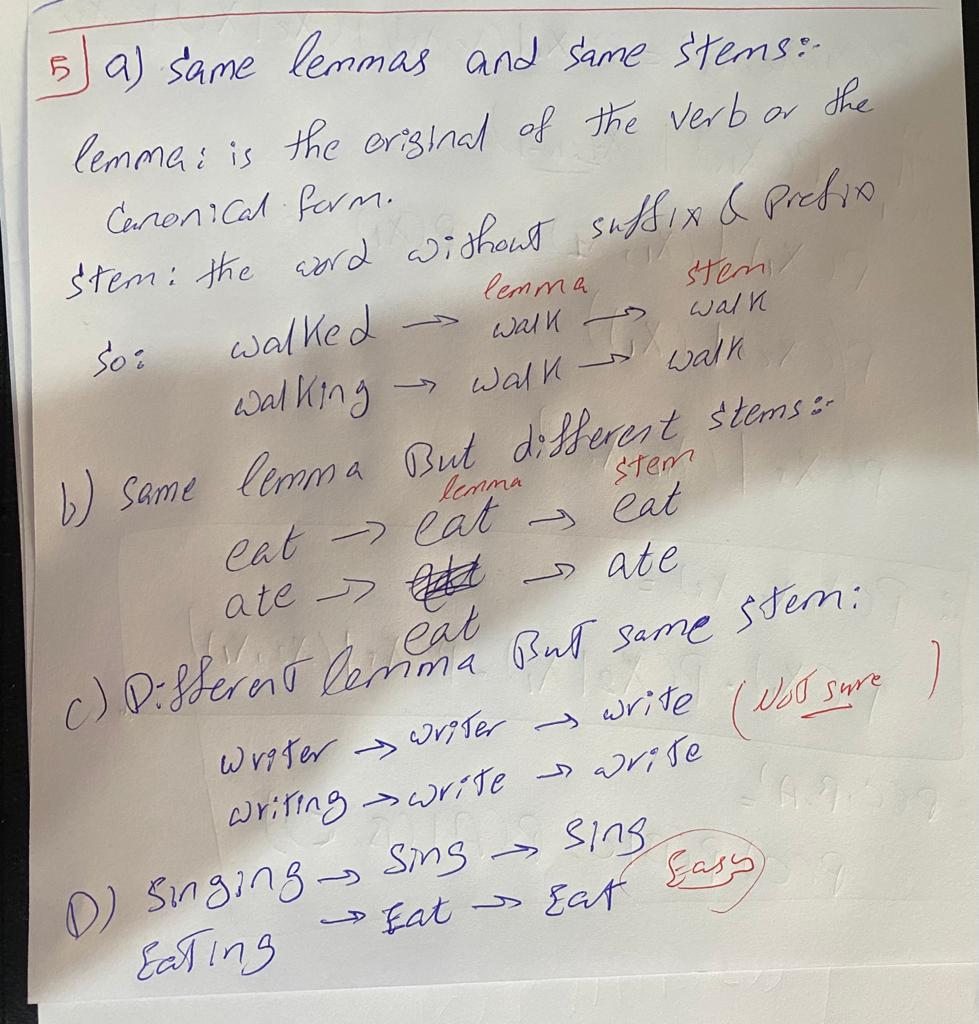 5) a) Same lemmas and same stems:-
lemma: is the original of the verb or the
Canonical form.
Stem: the word without suffix & Prefix
lemma stem
So: walked → walk → walk
walking → walk → walk
b) Same lemma But different stems:-
lemma stem
eat → eat → eat
ate → → ate
eat
c) Different lemma But same stem:
writer → writer → write (Not sure)
writing → write → write
D) Singing → Sing → Sing
Eating → Eat → Eat Easy